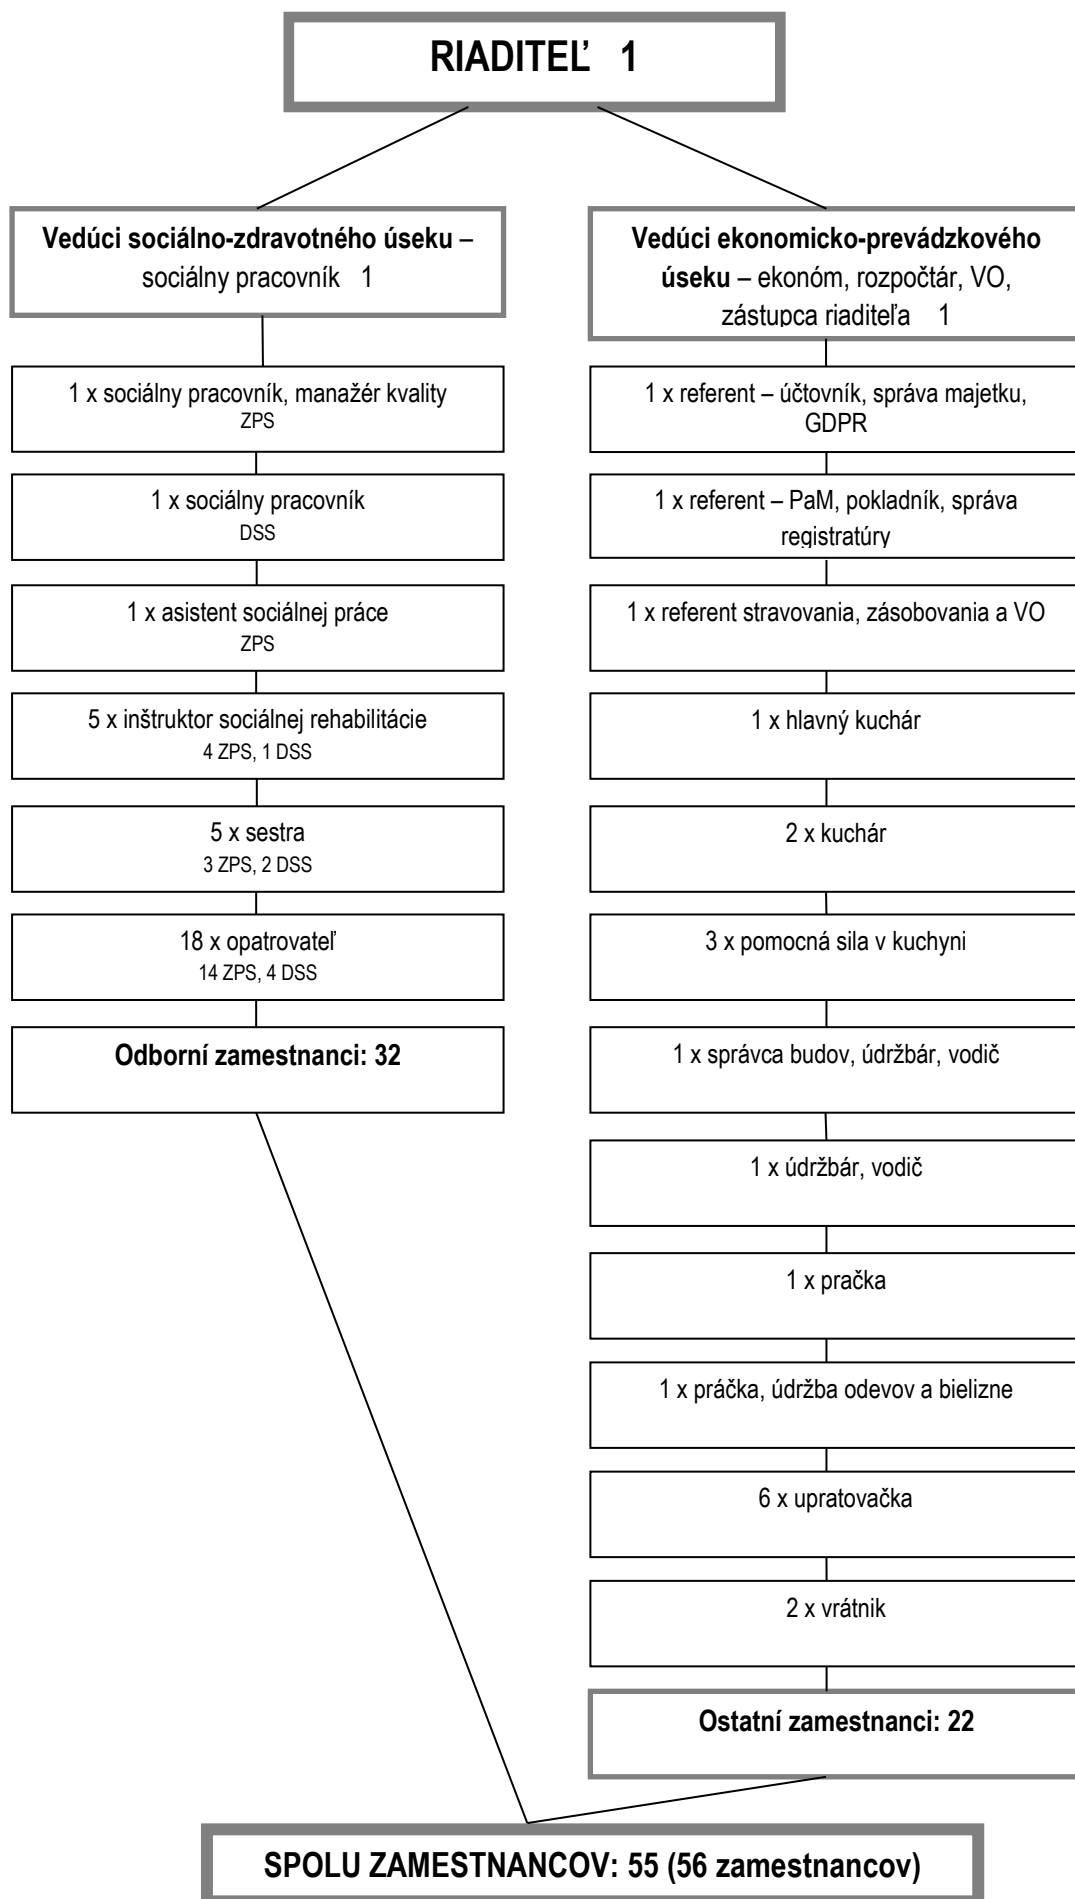 RIADITEĽ 1
Vedúci sociálno-zdravotného úseku –
sociálny pracovník 1
1 x sociálny pracovník, manažér kvality
ZPS
1 x sociálny pracovník
DSS
1 x asistent sociálnej práce
ZPS
5 x inštruktor sociálnej rehabilitácie
4 ZPS, 1 DSS
5 x sestra
3 ZPS, 2 DSS
18 x opatrovateľ
14 ZPS, 4 DSS
Odborní zamestnanci: 32
Vedúci ekonomicko-prevádzkového
úseku – ekonóm, rozpočtár, VO,
zástupca riaditeľa 1
1 x referent – účtovník, správa majetku,
GDPR
1 x referent – PaM, pokladník, správa
registratúry
1 x referent stravovania, zásobovania a VO
1 x hlavný kuchár
2 x kuchár
3 x pomocná sila v kuchyni
1 x správca budov, údržbár, vodič
1 x údržbár, vodič
1 x pračka
1 x práčka, údržba odevov a bielizne
6 x upratovačka
2 x vrátnik
Ostatní zamestnanci: 22
SPOLU ZAMESTNANCOV: 55 (56 zamestnancov)